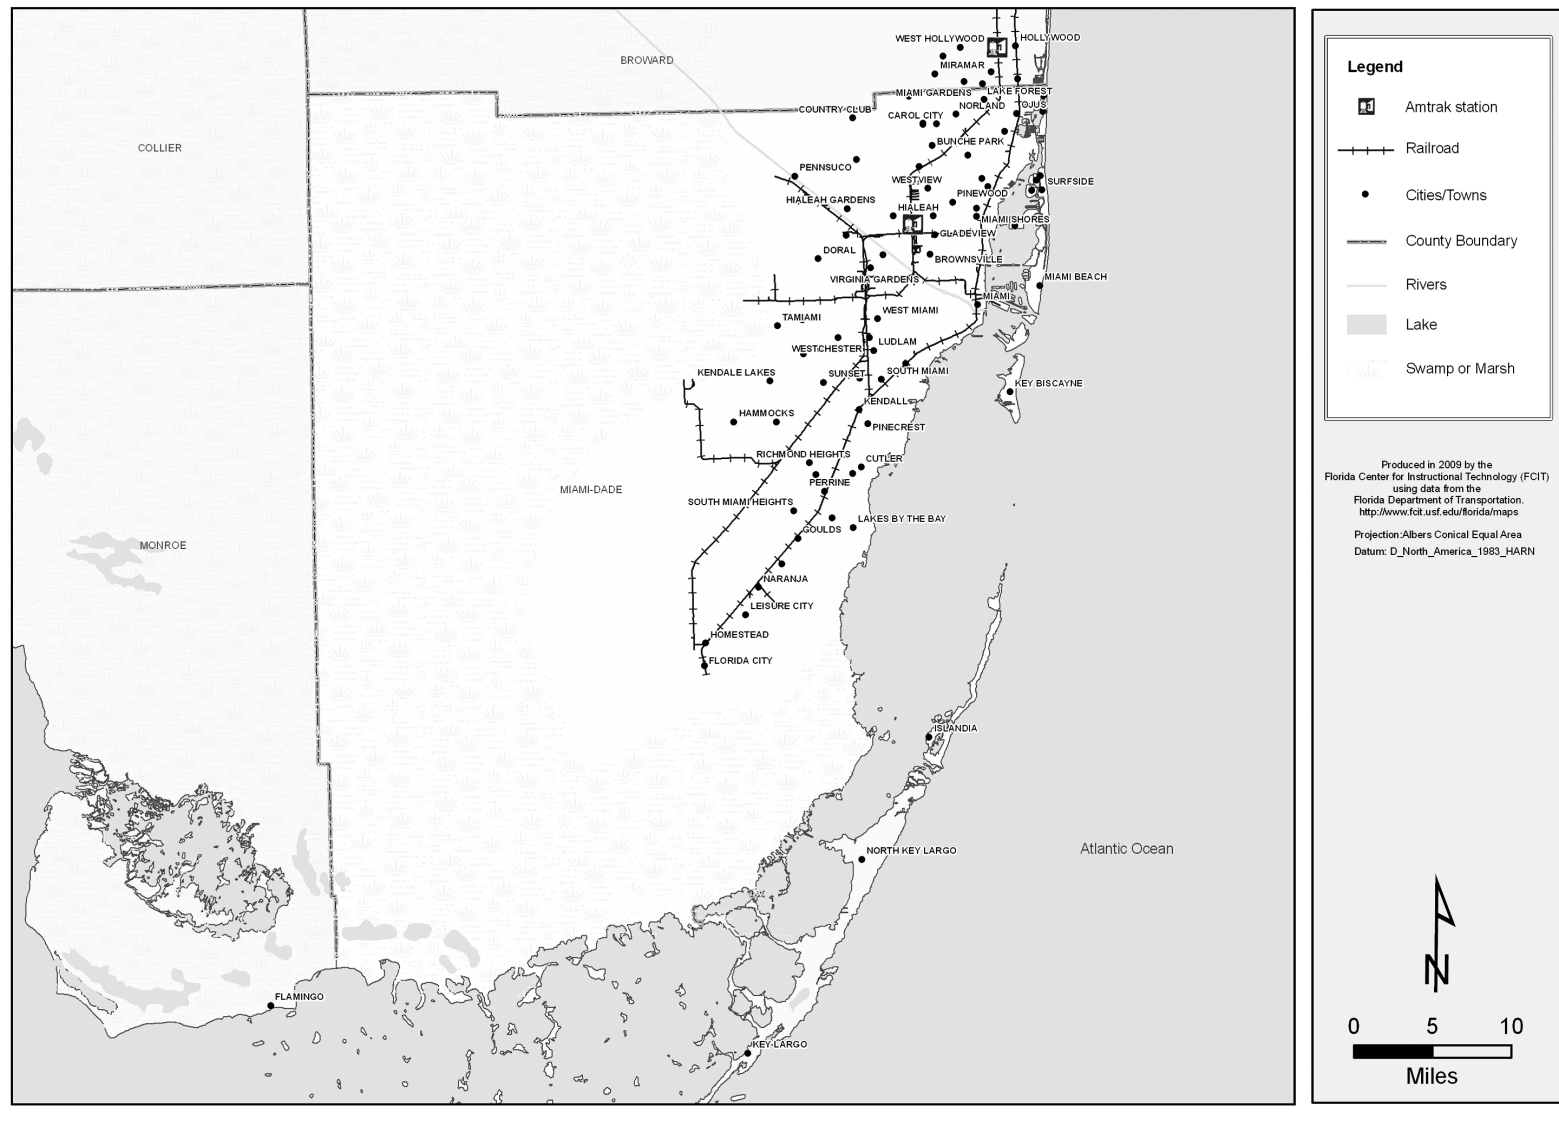 WEST HOLLYWOOD
HOLLYWOOD
BROWARD
MIRAMAR
MIAMI GARDENS
LAKE FOREST
COUNTRY CLUB
NORLAND
OJUS
CAROL CITY
BUNCHE PARK
COLLIER
PENNSUCO
WESTVIEW
SURFSIDE
PINEWOOD
HIALEAH GARDENS
HIALEAH
MIAMI SHORES
GLADEVIEW
DORAL
BROWNSVILLE
VIRGINIA GARDENS
MIAMI BEACH
MIAMI
WEST MIAMI
TAMIAMI
LUDLAM
WESTCHESTER
KENDALE LAKES
SUNSET
SOUTH MIAMI
KEY BISCAYNE
KENDALL
HAMMOCKS
PINECREST
RICHMOND HEIGHTS
CUTLER
PERRINE
MIAMI-DADE
SOUTH MIAMI HEIGHTS
LAKES BY THE BAY
GOULDS
MONROE
NARANJA
LEISURE CITY
HOMESTEAD
FLORIDA CITY
ISLANDIA
NORTH KEY LARGO
Atlantic Ocean
FLAMINGO
KEY LARGO
Legend
Amtrak station
Railroad
Cities/Towns
County Boundary
Rivers
Lake
Swamp or Marsh
Produced in 2009 by the
Florida Center for Instructional Technology (FCIT)
using data from the
Florida Department of Transportation.
http://www.fcit.usf.edu/florida/maps
Projection:Albers Conical Equal Area
Datum: D_North_America_1983_HARN
N
0 5 10
Miles